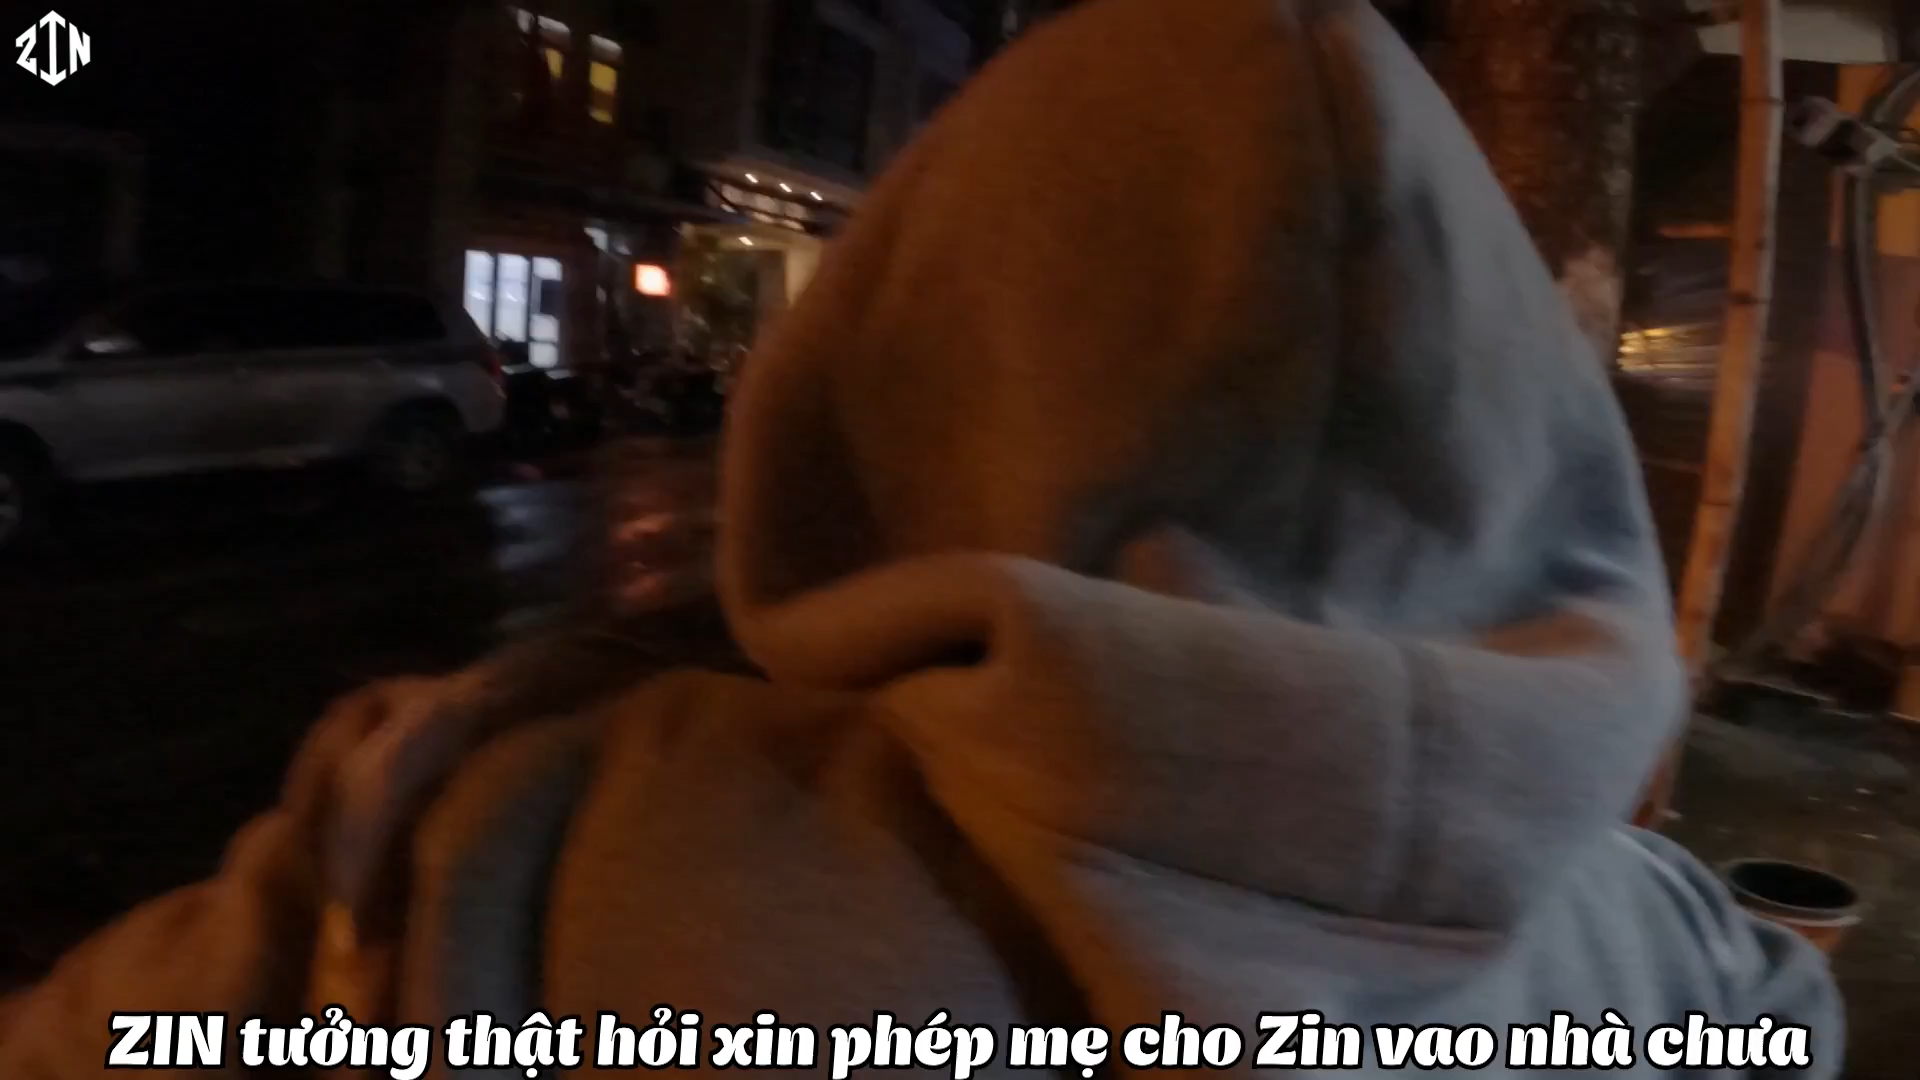 ZIN
ZIN tưởng thật hỏi xin phép mẹ cho Zin vao nhà chưa